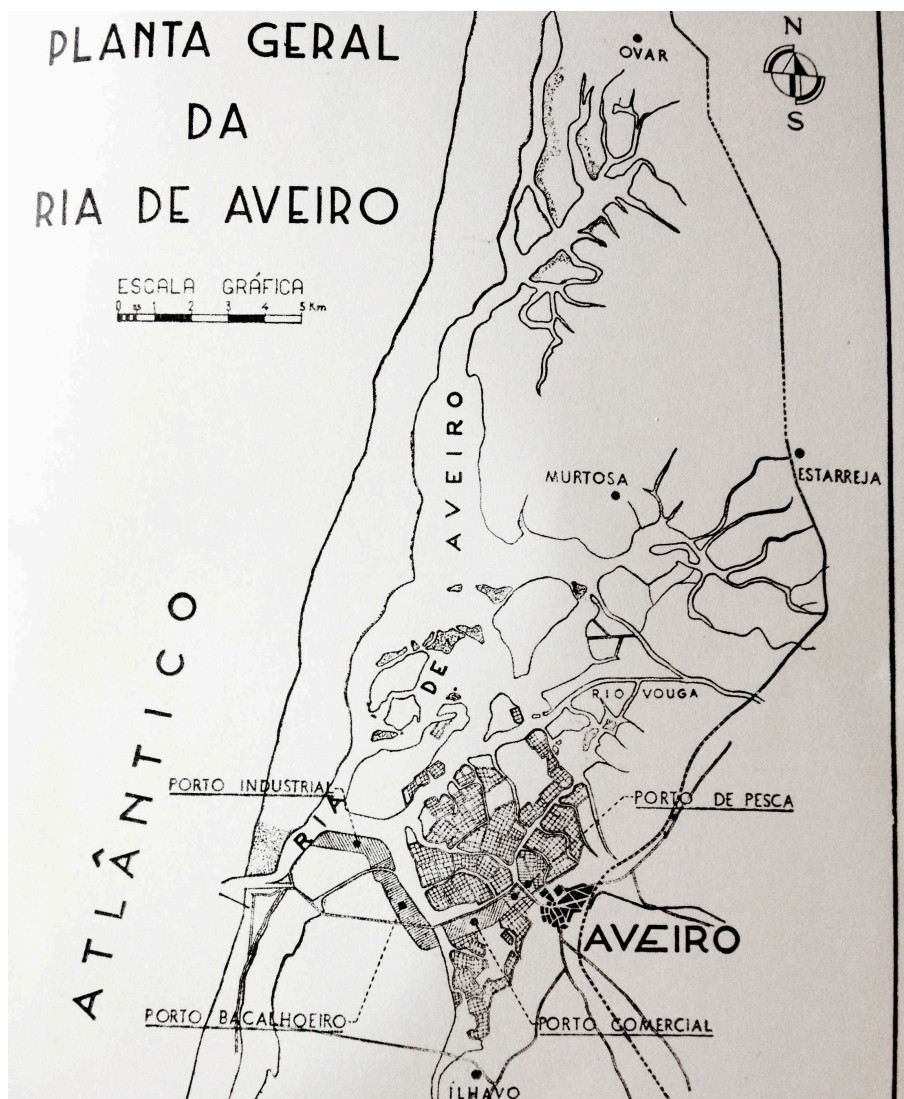 PLANTA GERAL
DA
RIA DE AVEIRO
ESCALA GRÁFICA
0 1 2 3 4 5 Km
N
S
OVAR
ESTARREJA
MURTOSA
RIA DE AVEIRO
ATLÂNTICO
RIO VOUGA
PORTO INDUSTRIAL
PORTO DE PESCA
AVEIRO
PORTO BACALHOEIRO
PORTO COMERCIAL
ÍLHAVO